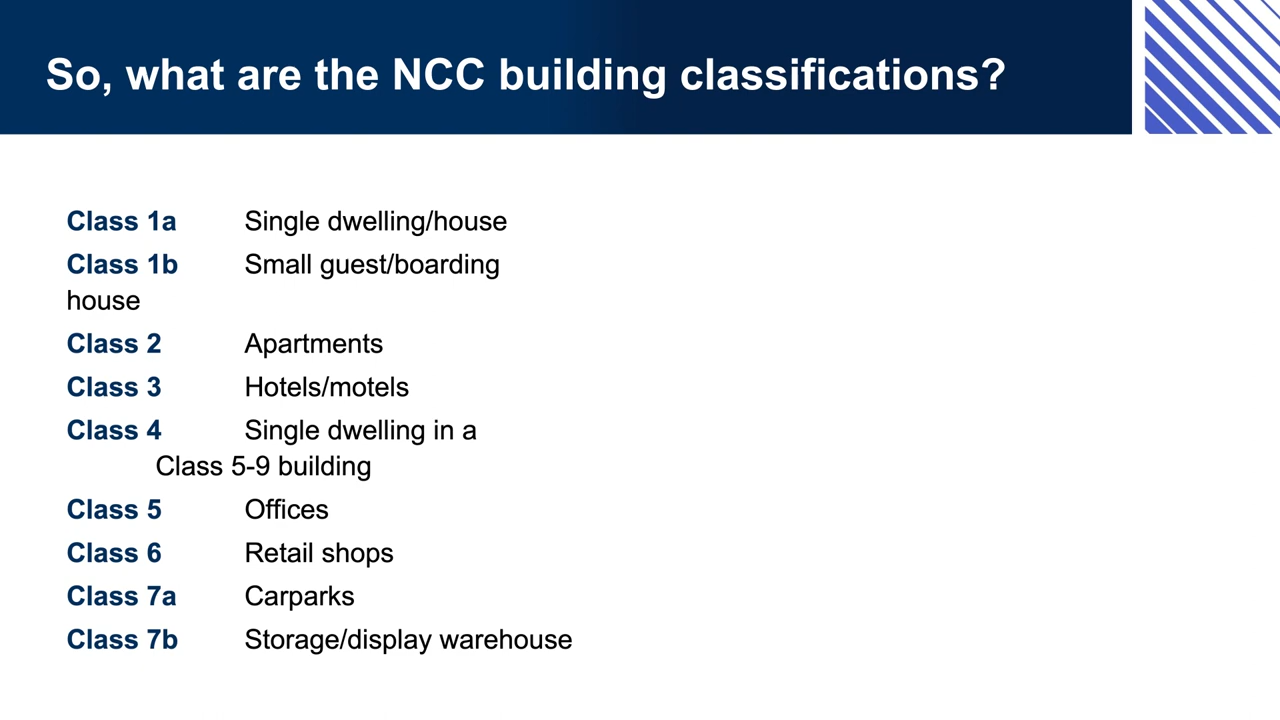 So, what are the NCC building classifications?
Class 1a Single dwelling/house
Class 1b Small guest/boarding
house
Class 2 Apartments
Class 3 Hotels/motels
Class 4 Single dwelling in a
Class 5-9 building
Class 5 Offices
Class 6 Retail shops
Class 7a Carparks
Class 7b Storage/display warehouse